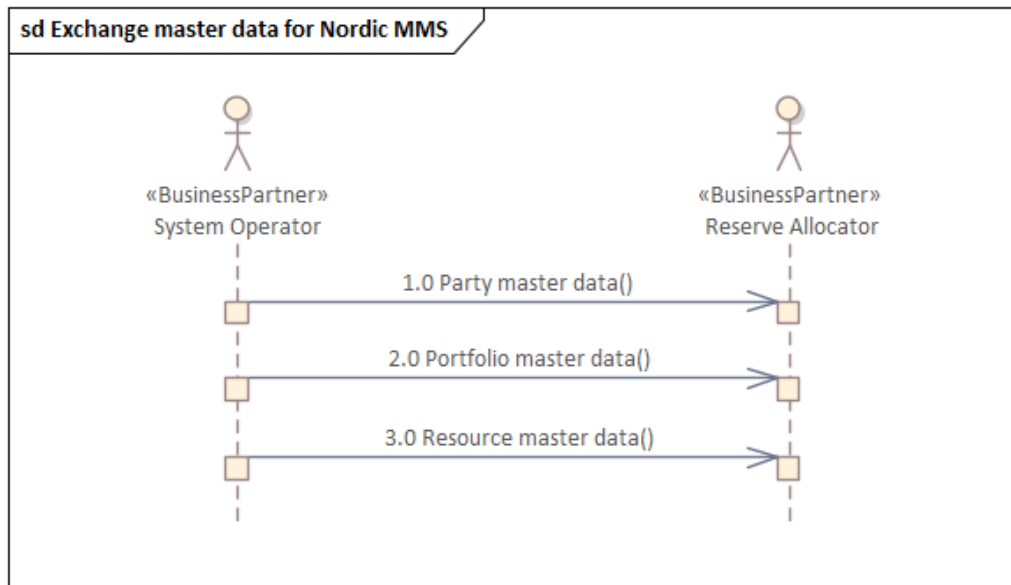 sd Exchange master data for Nordic MMS
«BusinessPartner»
System Operator
«BusinessPartner»
Reserve Allocator
1.0 Party master data()
2.0 Portfolio master data()
3.0 Resource master data()